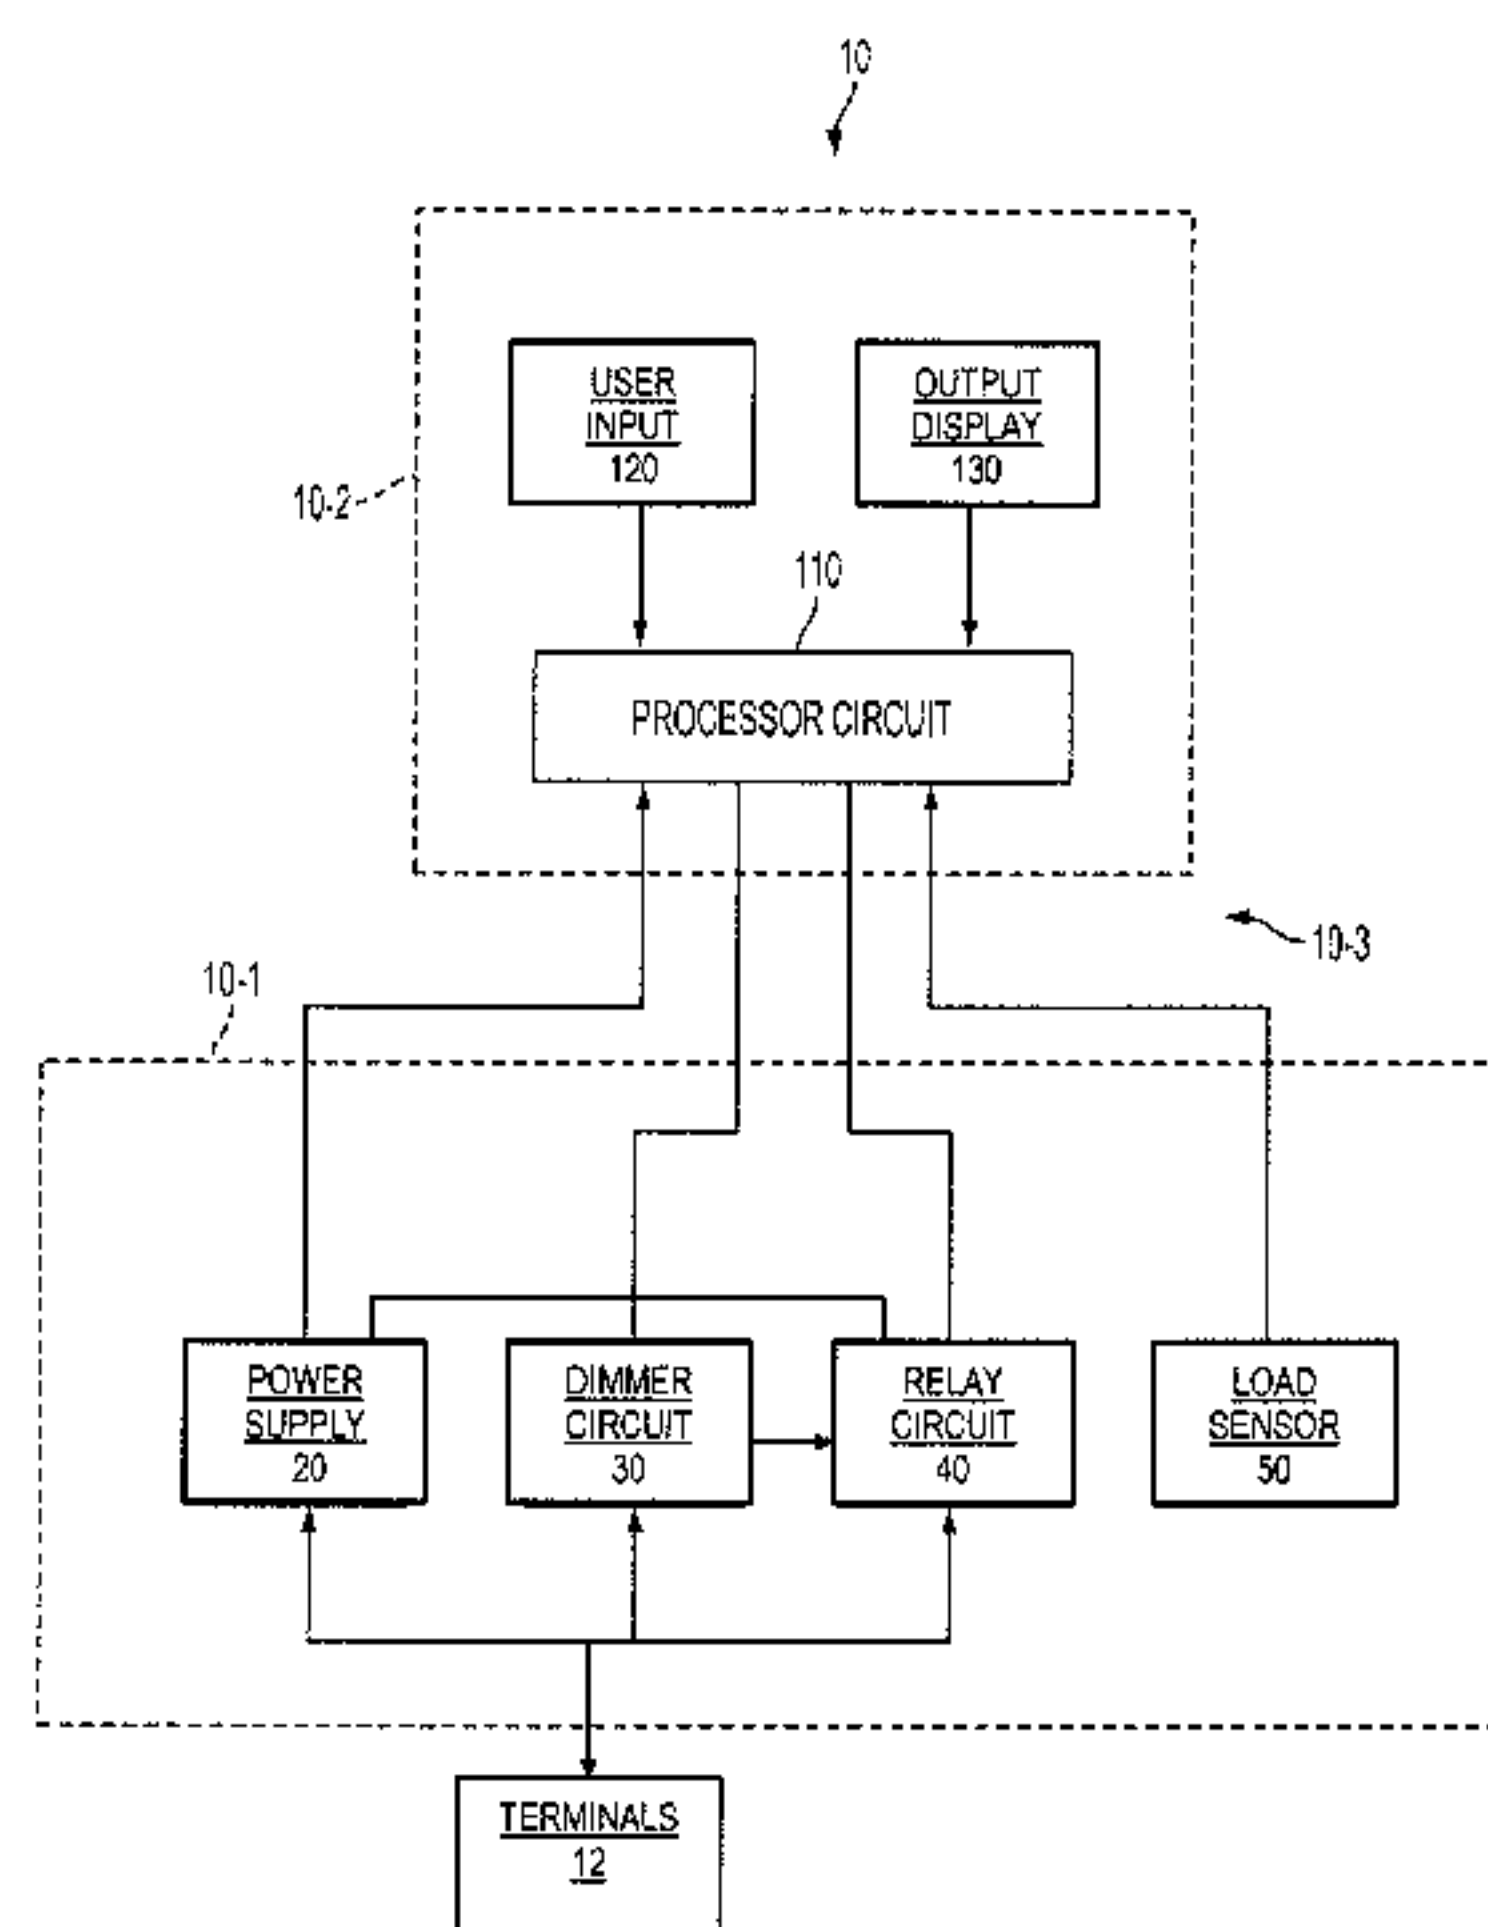 10
USER
INPUT
120
OUTPUT
DISPLAY
130
10-2
110
PROCESSOR CIRCUIT
10-3
10-1
POWER
SUPPLY
20
DIMMER
CIRCUIT
30
RELAY
CIRCUIT
40
LOAD
SENSOR
50
TERMINALS
12